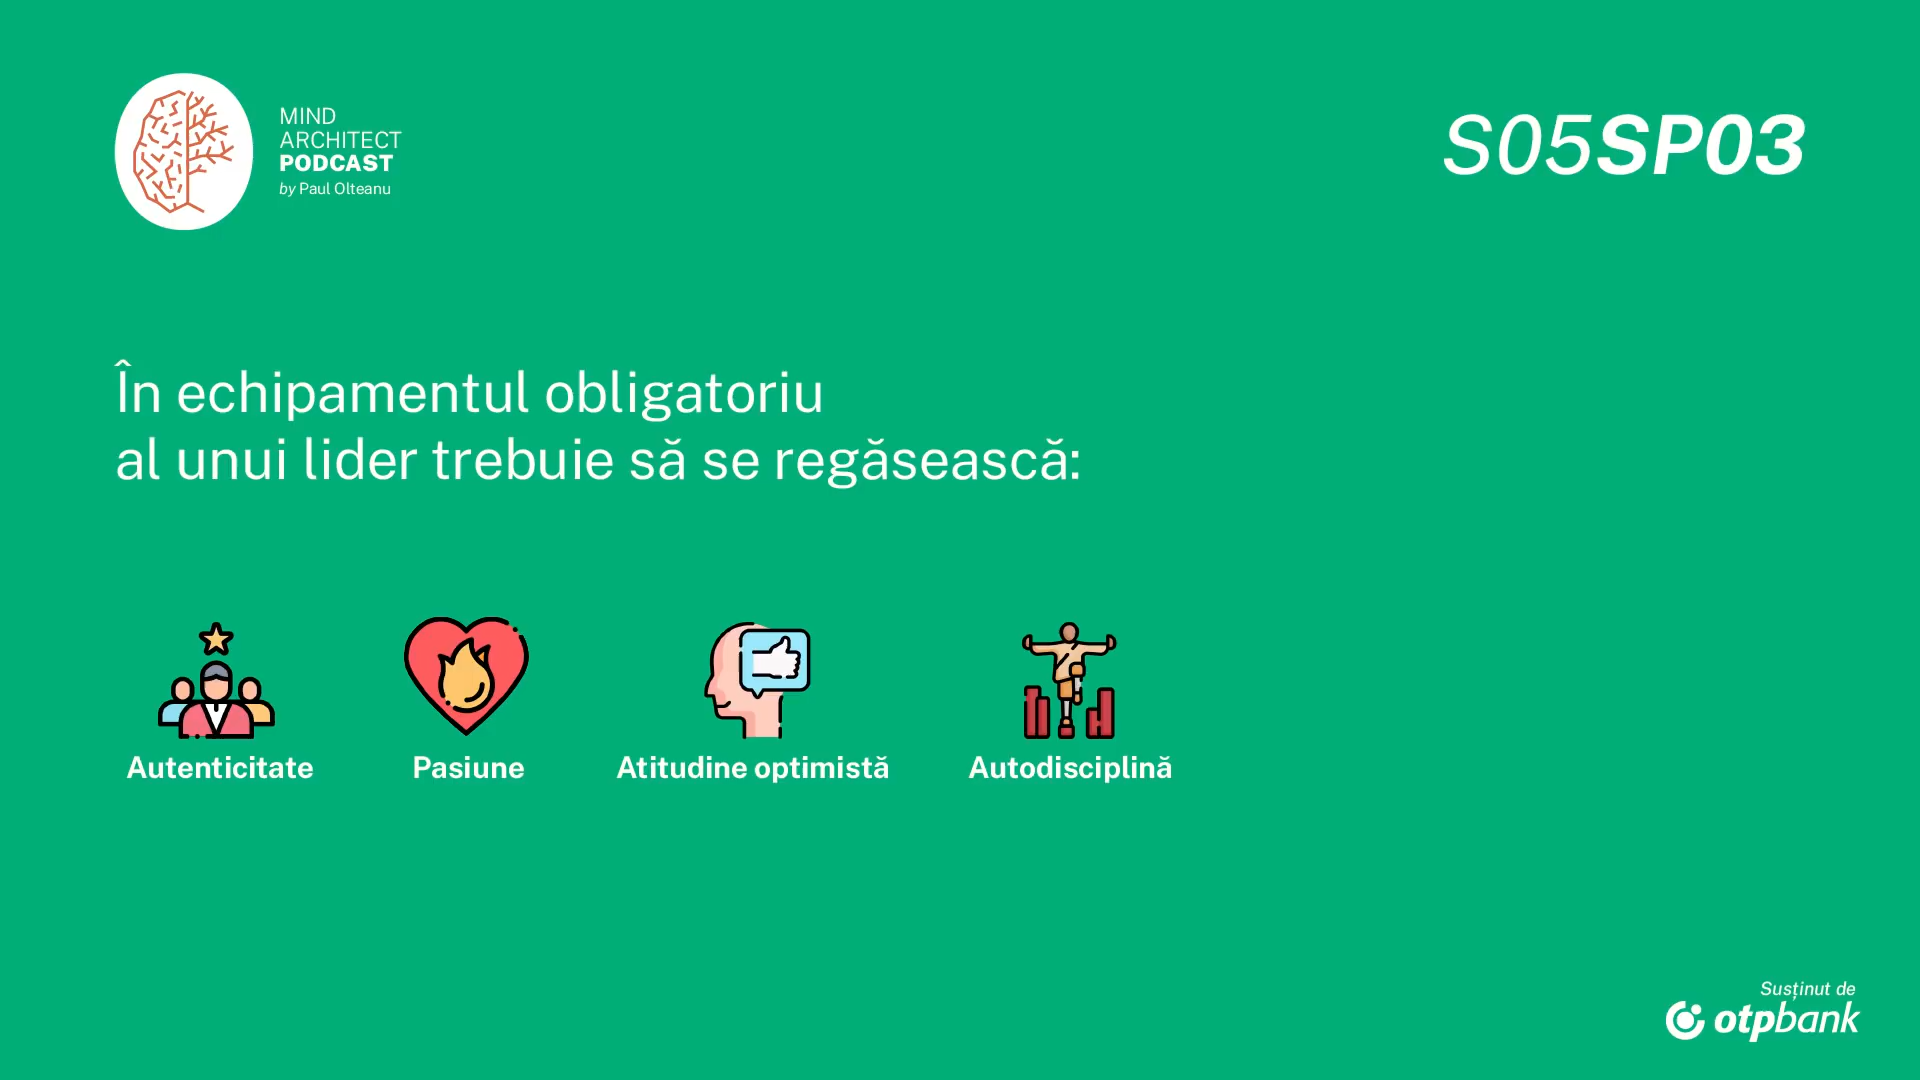 MIND
ARCHITECT
PODCAST
by Paul Olteanu
S05SP03
În echipamentul obligatoriu
al unui lider trebuie să se regăsească:
Autenticitate
Pasiune
Atitudine optimistă
Autodisciplină
Susținut de
otpbank